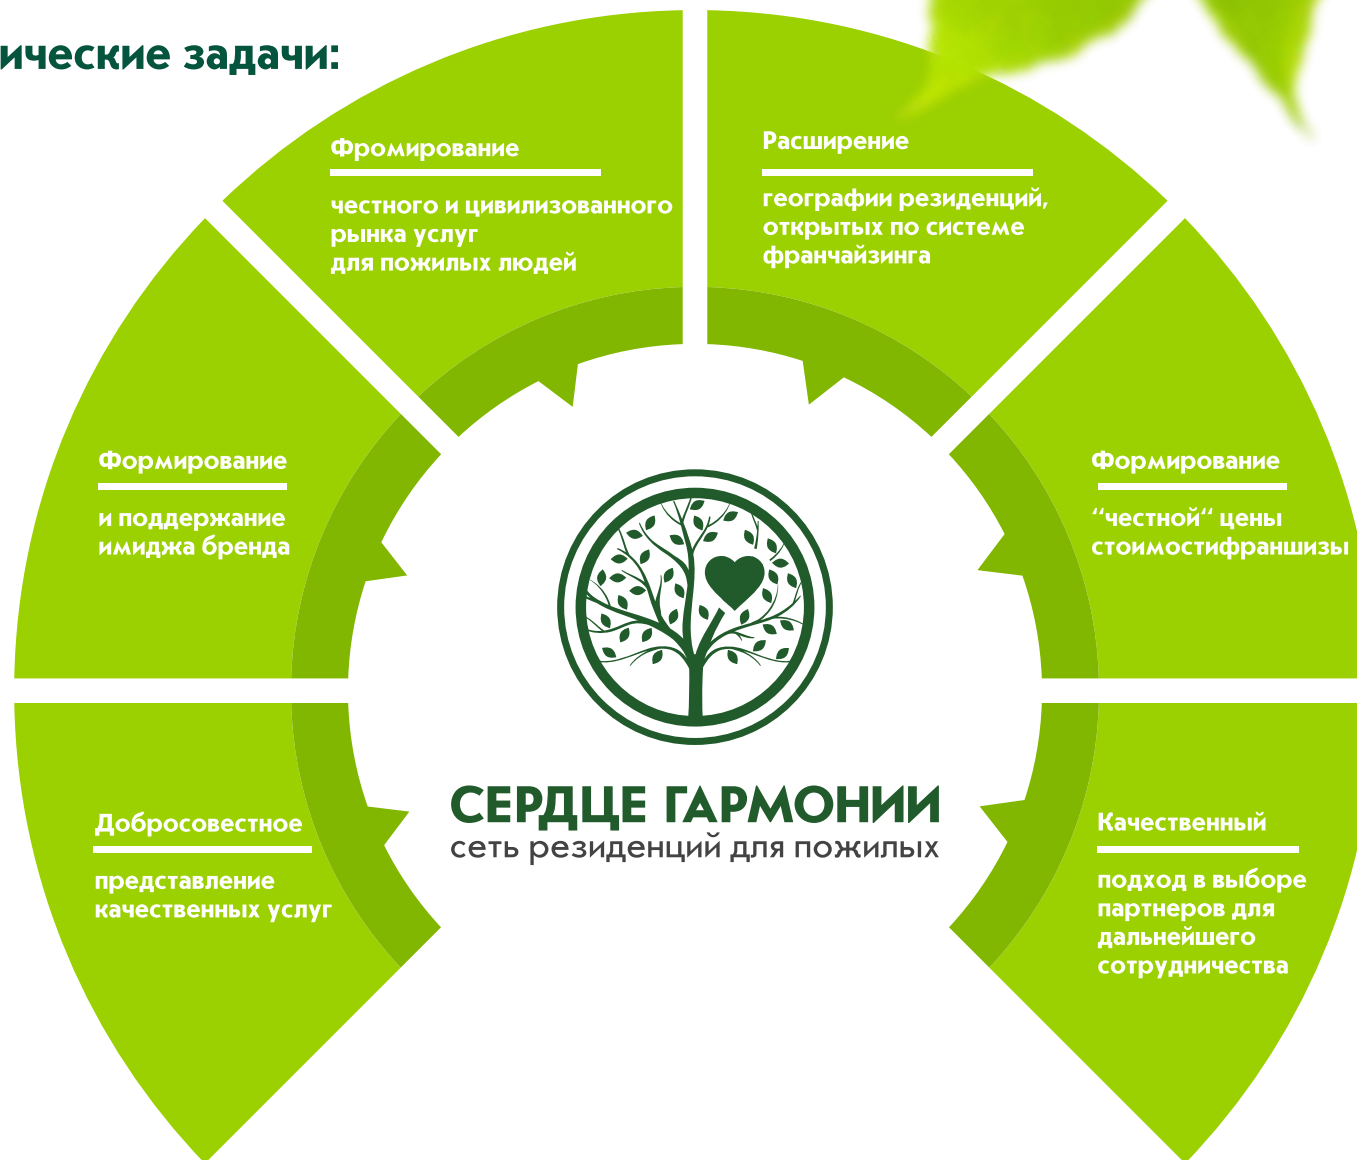 ические задачи:
Фромирование
честного и цивилизованного
рынка услуг
для пожилых людей
Расширение
географии резиденций,
открытых по системе
франчайзинга
Формирование
и поддержание
имиджа бренда
Формирование
“честной“ цены
стоимостифраншизы
СЕРДЦЕ ГАРМОНИИ
сеть резиденций для пожилых
Добросовестное
представление
качественных услуг
Качественный
подход в выборе
партнеров для
дальнейшего
сотрудничества